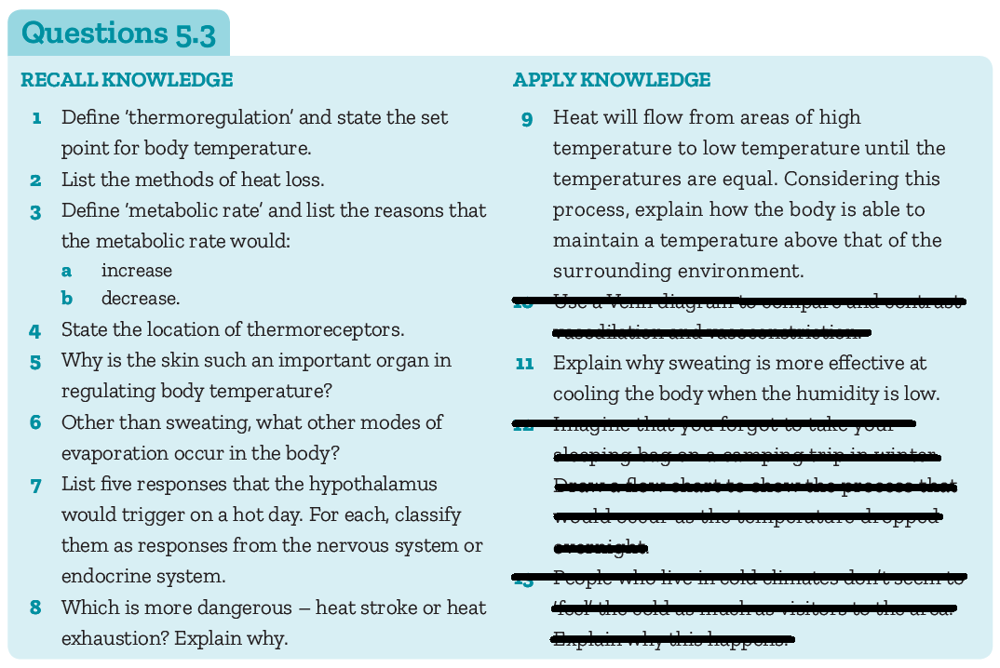 Questions 5.3
RECALL KNOWLEDGE
1 Define ‘thermoregulation’ and state the set
point for body temperature.
2 List the methods of heat loss.
3 Define ‘metabolic rate’ and list the reasons that
the metabolic rate would:
a increase
b decrease.
4 State the location of thermoreceptors.
5 Why is the skin such an important organ in
regulating body temperature?
6 Other than sweating, what other modes of
evaporation occur in the body?
7 List five responses that the hypothalamus
would trigger on a hot day. For each, classify
them as responses from the nervous system or
endocrine system.
8 Which is more dangerous – heat stroke or heat
exhaustion? Explain why.
APPLY KNOWLEDGE
9 Heat will flow from areas of high
temperature to low temperature until the
temperatures are equal. Considering this
process, explain how the body is able to
maintain a temperature above that of the
surrounding environment.
Use a Venn diagram to compare and contrast
vasodilation and vasoconstriction.
11 Explain why sweating is more effective at
cooling the body when the humidity is low.
Imagine that you forgot to take your
sleeping bag on a camping trip in winter.
Draw a flow chart to show the process that
would occur as the temperature dropped
overnight.
People who live in cold climates don’t seem to
‘feel’ the cold as much as visitors to the area.
Explain why this happens.